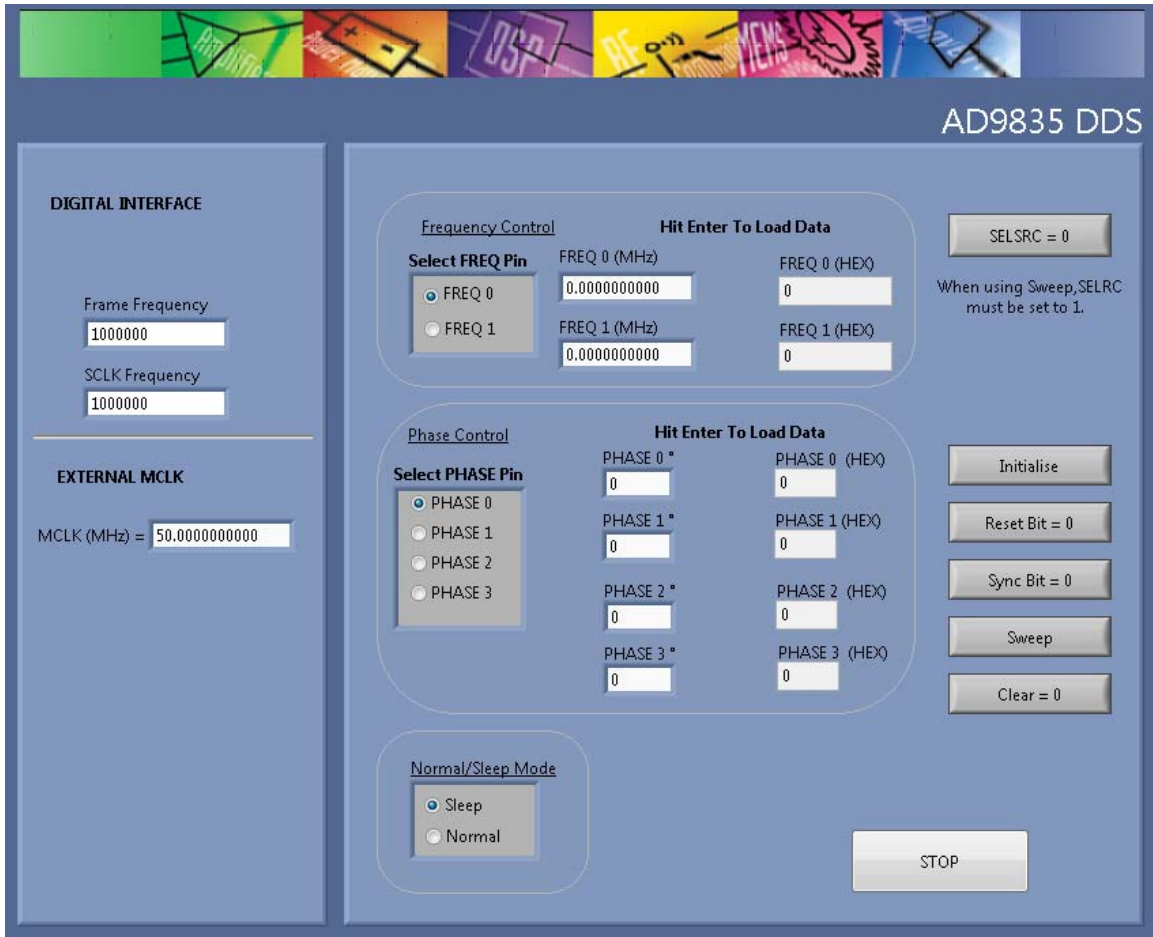 DSP
RF
MEMS
AD9835 DDS
DIGITAL INTERFACE
Frame Frequency
1000000
SCLK Frequency
1000000
EXTERNAL MCLK
MCLK (MHz) = 50.0000000000
Frequency Control
Hit Enter To Load Data
Select FREQ Pin
FREQ 0
FREQ 1
FREQ 0 (MHz)
0.0000000000
FREQ 0 (HEX)
0
FREQ 1 (MHz)
0.0000000000
FREQ 1 (HEX)
0
SELSRC = 0
When using Sweep,SELRC
must be set to 1.
Phase Control
Hit Enter To Load Data
Select PHASE Pin
PHASE 0
PHASE 1
PHASE 2
PHASE 3
PHASE 0 °
0
PHASE 0 (HEX)
0
PHASE 1 °
0
PHASE 1 (HEX)
0
PHASE 2 °
0
PHASE 2 (HEX)
0
PHASE 3 °
0
PHASE 3 (HEX)
0
Initialise
Reset Bit = 0
Sync Bit = 0
Sweep
Clear = 0
Normal/Sleep Mode
Sleep
Normal
STOP